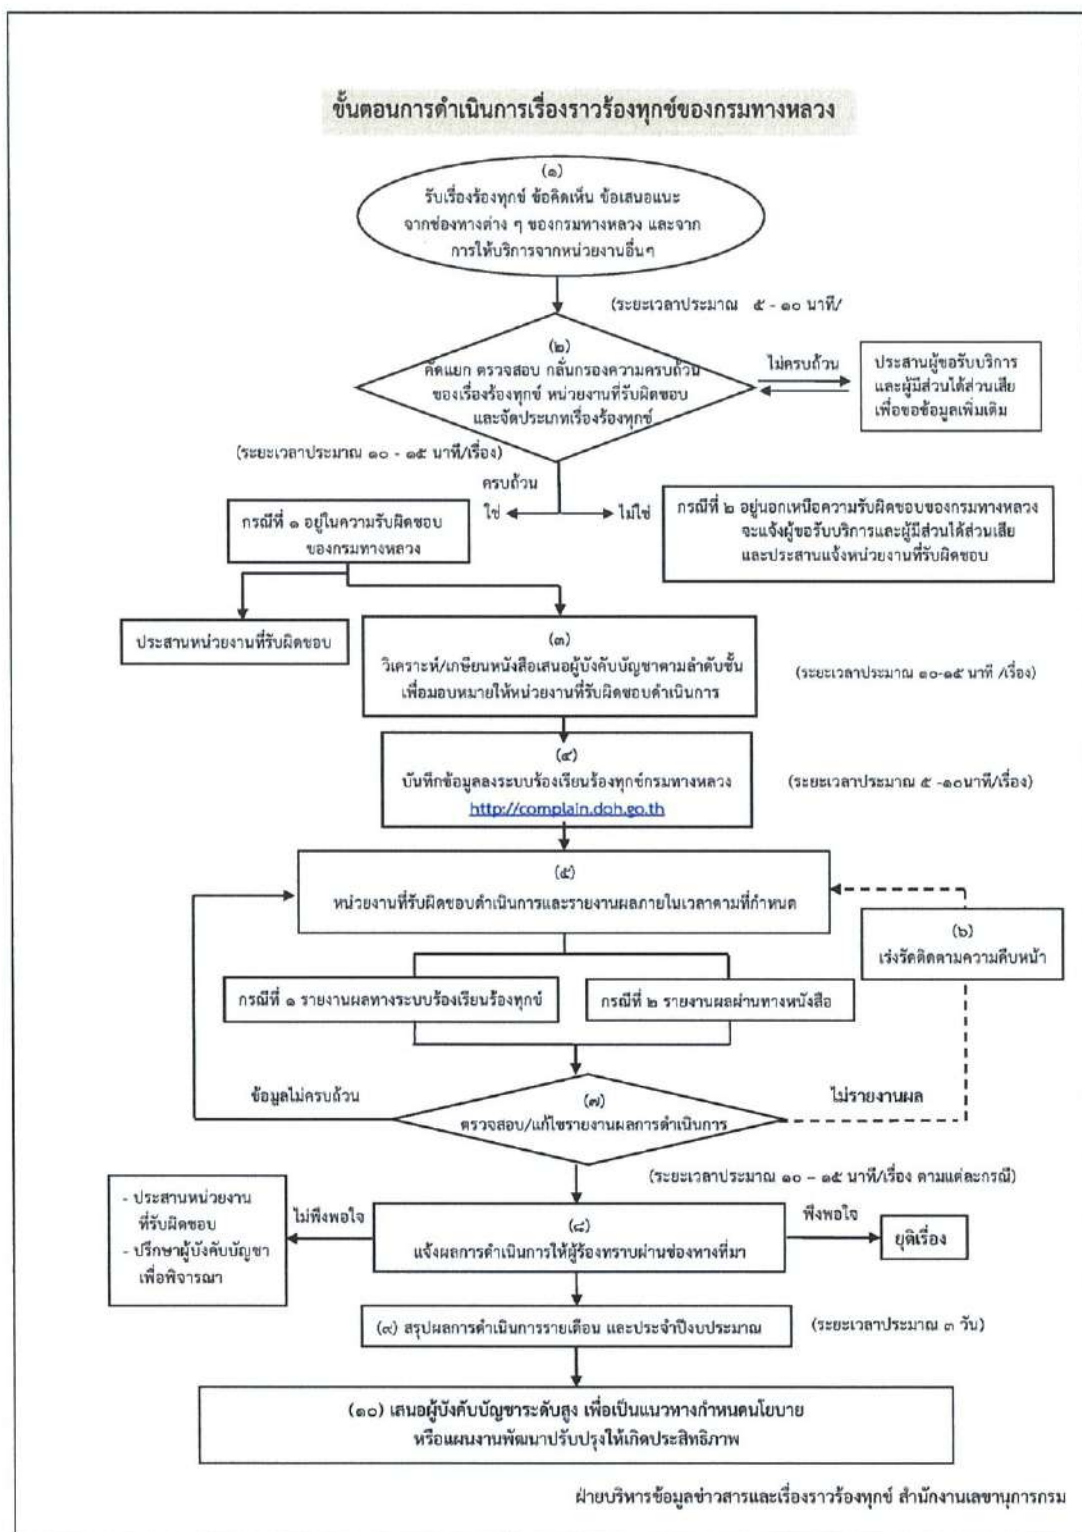 ขั้นตอนการดำเนินการเรื่องราวร้องทุกข์ของกรมทางหลวง
(๑)
รับเรื่องร้องทุกข์ ข้อคิดเห็น ข้อเสนอแนะ
จากช่องทางต่าง ๆ ของกรมทางหลวง และจาก
การให้บริการจากหน่วยงานอื่นๆ
(ระยะเวลาประมาณ ๕ - ๑๐ นาที/
(๒)
คัดแยก ตรวจสอบ กลั่นกรองความครบถ้วน
ของเรื่องร้องทุกข์ หน่วยงานที่รับผิดชอบ
และจัดประเภทเรื่องร้องทุกข์
ไม่ครบถ้วน
ประสานผู้ขอรับบริการ
และผู้มีส่วนได้ส่วนเสีย
เพื่อขอข้อมูลเพิ่มเติม
(ระยะเวลาประมาณ ๑๐ - ๑๕ นาที/เรื่อง)
ครบถ้วน
ใช่
ไม่ใช่
กรณีที่ ๑ อยู่ในความรับผิดชอบ
ของกรมทางหลวง
กรณีที่ ๒ อยู่นอกเหนือความรับผิดชอบของกรมทางหลวง
จะแจ้งผู้ขอรับบริการและผู้มีส่วนได้ส่วนเสีย
และประสานแจ้งหน่วยงานที่รับผิดชอบ
ประสานหน่วยงานที่รับผิดชอบ
(๓)
วิเคราะห์/เกษียนหนังสือเสนอผู้บังคับบัญชาตามลำดับชั้น
เพื่อมอบหมายให้หน่วยงานที่รับผิดชอบดำเนินการ
(ระยะเวลาประมาณ ๑๐-๑๕ นาที /เรื่อง)
(๔)
บันทึกข้อมูลลงระบบร้องเรียนร้องทุกข์กรมทางหลวง
http://complain.doh.go.th
(ระยะเวลาประมาณ ๕ -๑๐นาที/เรื่อง)
(๕)
หน่วยงานที่รับผิดชอบดำเนินการและรายงานผลภายในเวลาตามที่กำหนด
(๖)
เร่งรัดติดตามความคืบหน้า
กรณีที่ ๑ รายงานผลทางระบบร้องเรียนร้องทุกข์
กรณีที่ ๒ รายงานผลผ่านทางหนังสือ
ข้อมูลไม่ครบถ้วน
(๗)
ตรวจสอบ/แก้ไขรายงานผลการดำเนินการ
ไม่รายงานผล
(ระยะเวลาประมาณ ๑๐ – ๑๕ นาที/เรื่อง ตามแต่ละกรณี)
- ประสานหน่วยงาน
ที่รับผิดชอบ
- ปรึกษาผู้บังคับบัญชา
เพื่อพิจารณา
ไม่พึงพอใจ
(๘)
แจ้งผลการดำเนินการให้ผู้ร้องทราบผ่านช่องทางที่มา
พึงพอใจ
ยุติเรื่อง
(๙) สรุปผลการดำเนินการรายเดือน และประจำปีงบประมาณ
(ระยะเวลาประมาณ ๓ วัน)
(๑๐) เสนอผู้บังคับบัญชาระดับสูง เพื่อเป็นแนวทางกำหนดนโยบาย
หรือแผนงานพัฒนาปรับปรุงให้เกิดประสิทธิภาพ
ฝ่ายบริหารข้อมูลข่าวสารและเรื่องราวร้องทุกข์ สำนักงานเลขานุการกรม